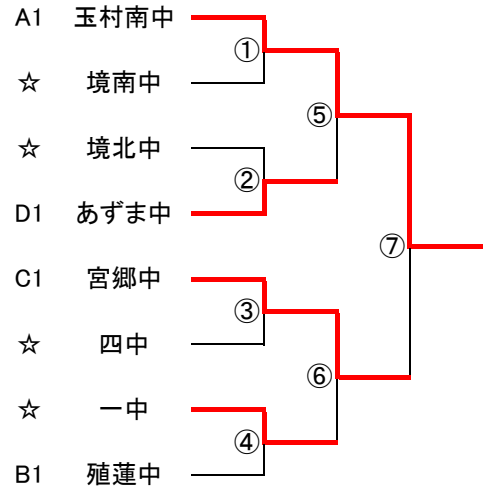 A1 玉村南中
①
☆ 境南中
⑤
☆ 境北中
②
D1 あずま中
⑦
C1 宮郷中
③
☆ 四中
⑥
☆ 一中
④
B1 殖蓮中